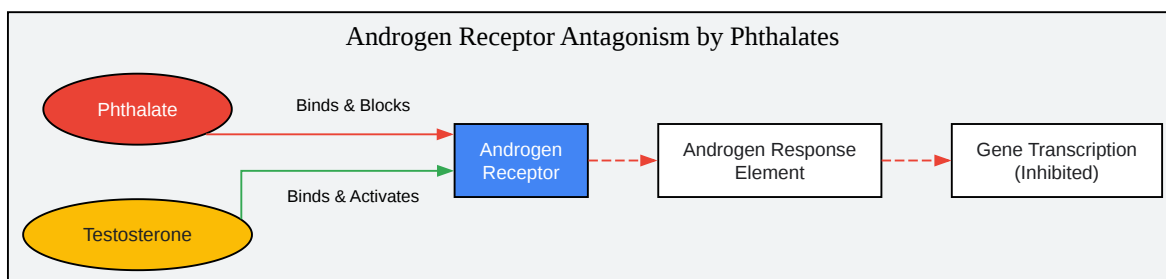 Androgen Receptor Antagonism by Phthalates
Phthalate
Binds & Blocks
Androgen
Receptor
Androgen Response
Element
Gene Transcription
(Inhibited)
Binds & Activates
Testosterone